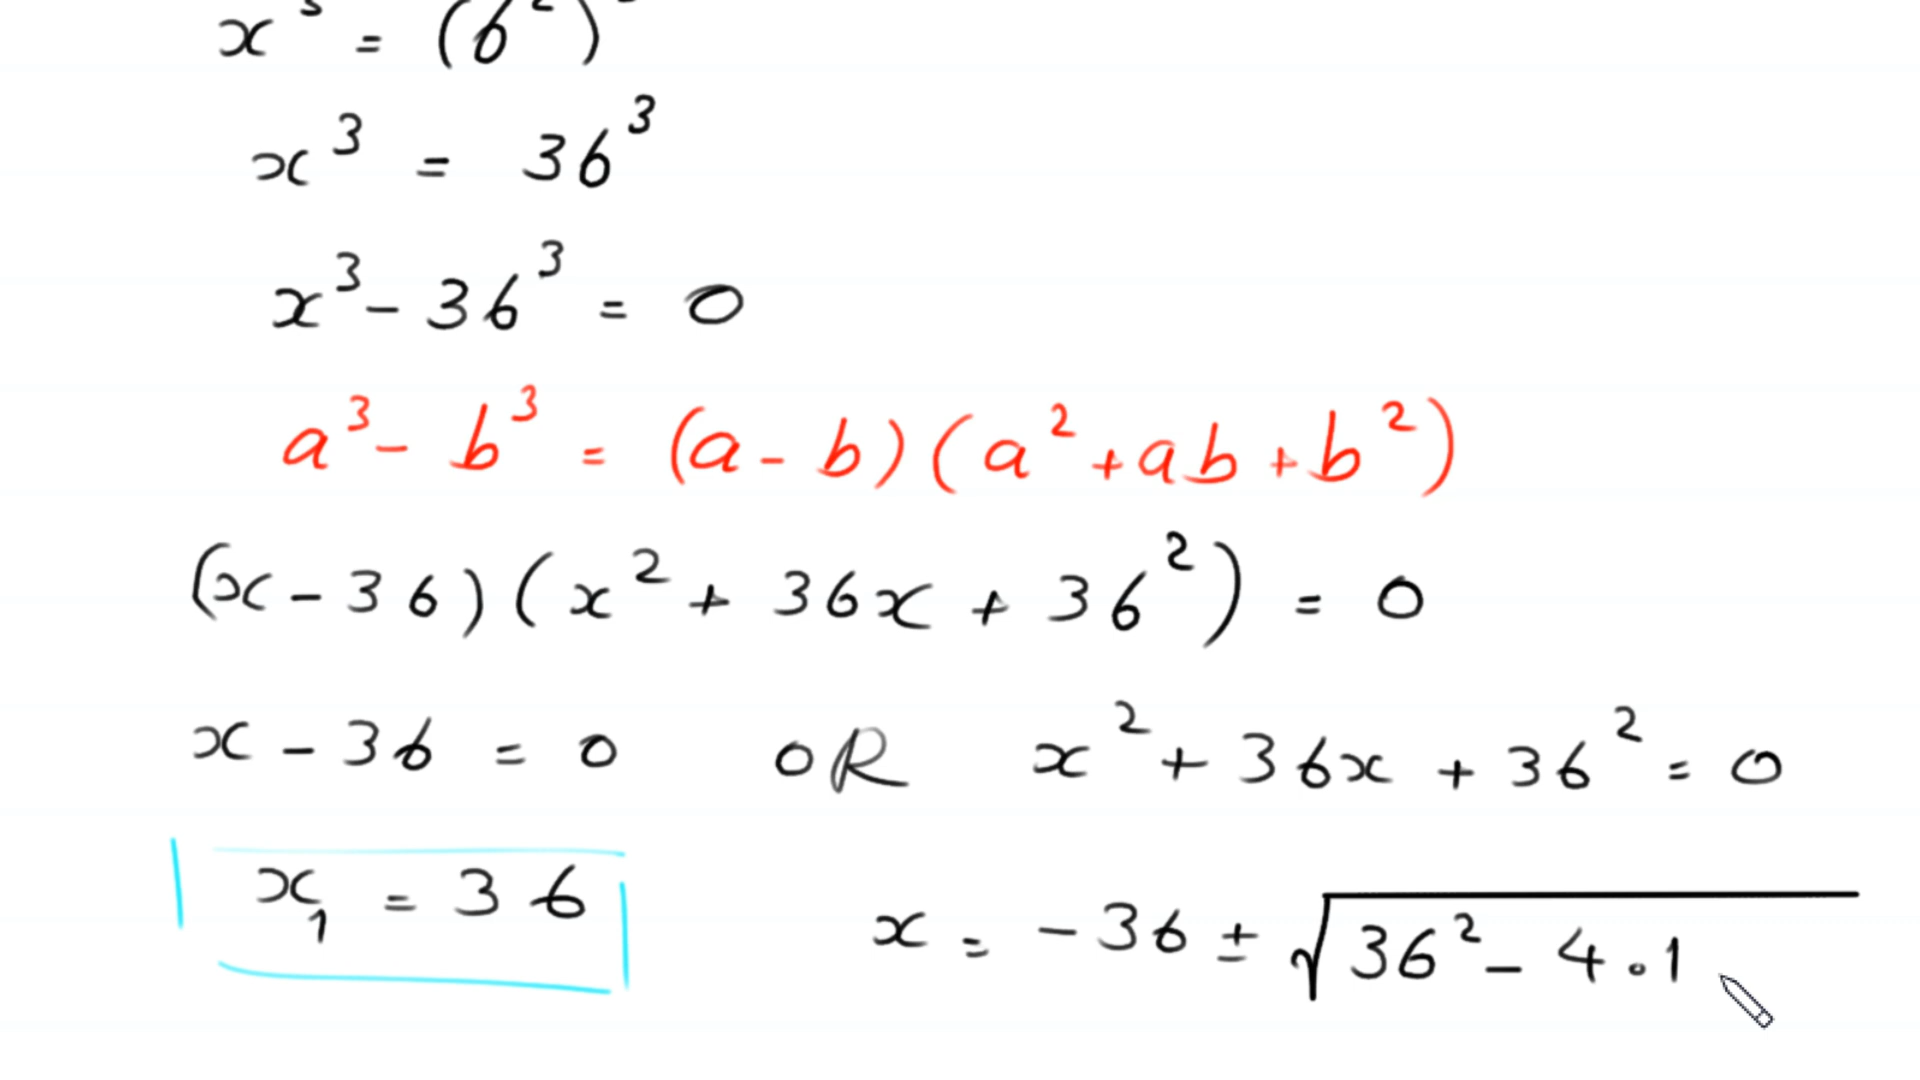 x³ = (6²)³
x³ = 36³
x³ - 36³ = 0
a³ - b³ = (a - b)(a² + ab + b²)
(x - 36)(x² + 36x + 36²) = 0
x - 36 = 0 OR x² + 36x + 36² = 0
x₁ = 36 x = -36 ± √36² - 4.1